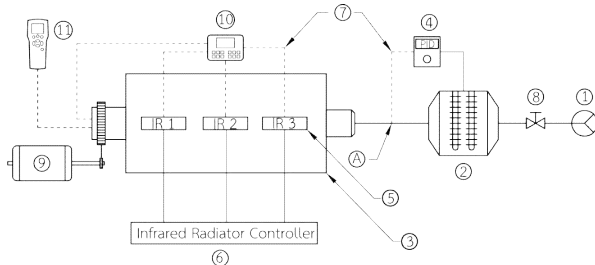 ⑪
⑩
⑦
④
PID
⑧
①
IR 1
IR 2
IR 3
A
②
⑨
⑤
③
Infrared Radiator Controller
⑥